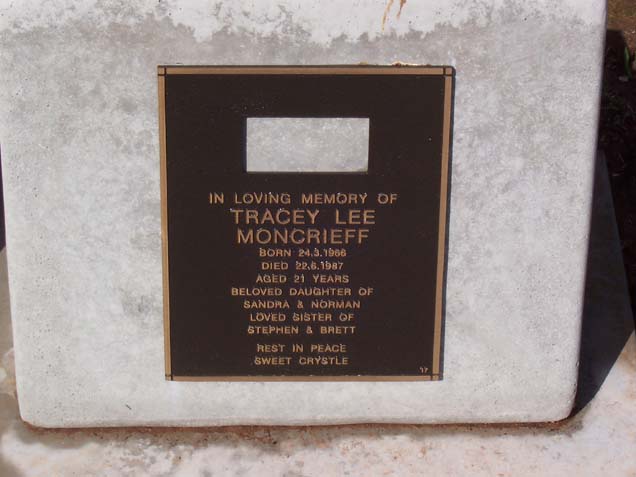 IN LOVING MEMORY OF
TRACEY LEE
MONCRIEFF
BORN 24.3.1966
DIED 22.6.1987
AGED 21 YEARS
BELOVED DAUGHTER OF
SANDRA & NORMAN
LOVED SISTER OF
STEPHEN & BRETT
REST IN PEACE
SWEET CRYSTLE